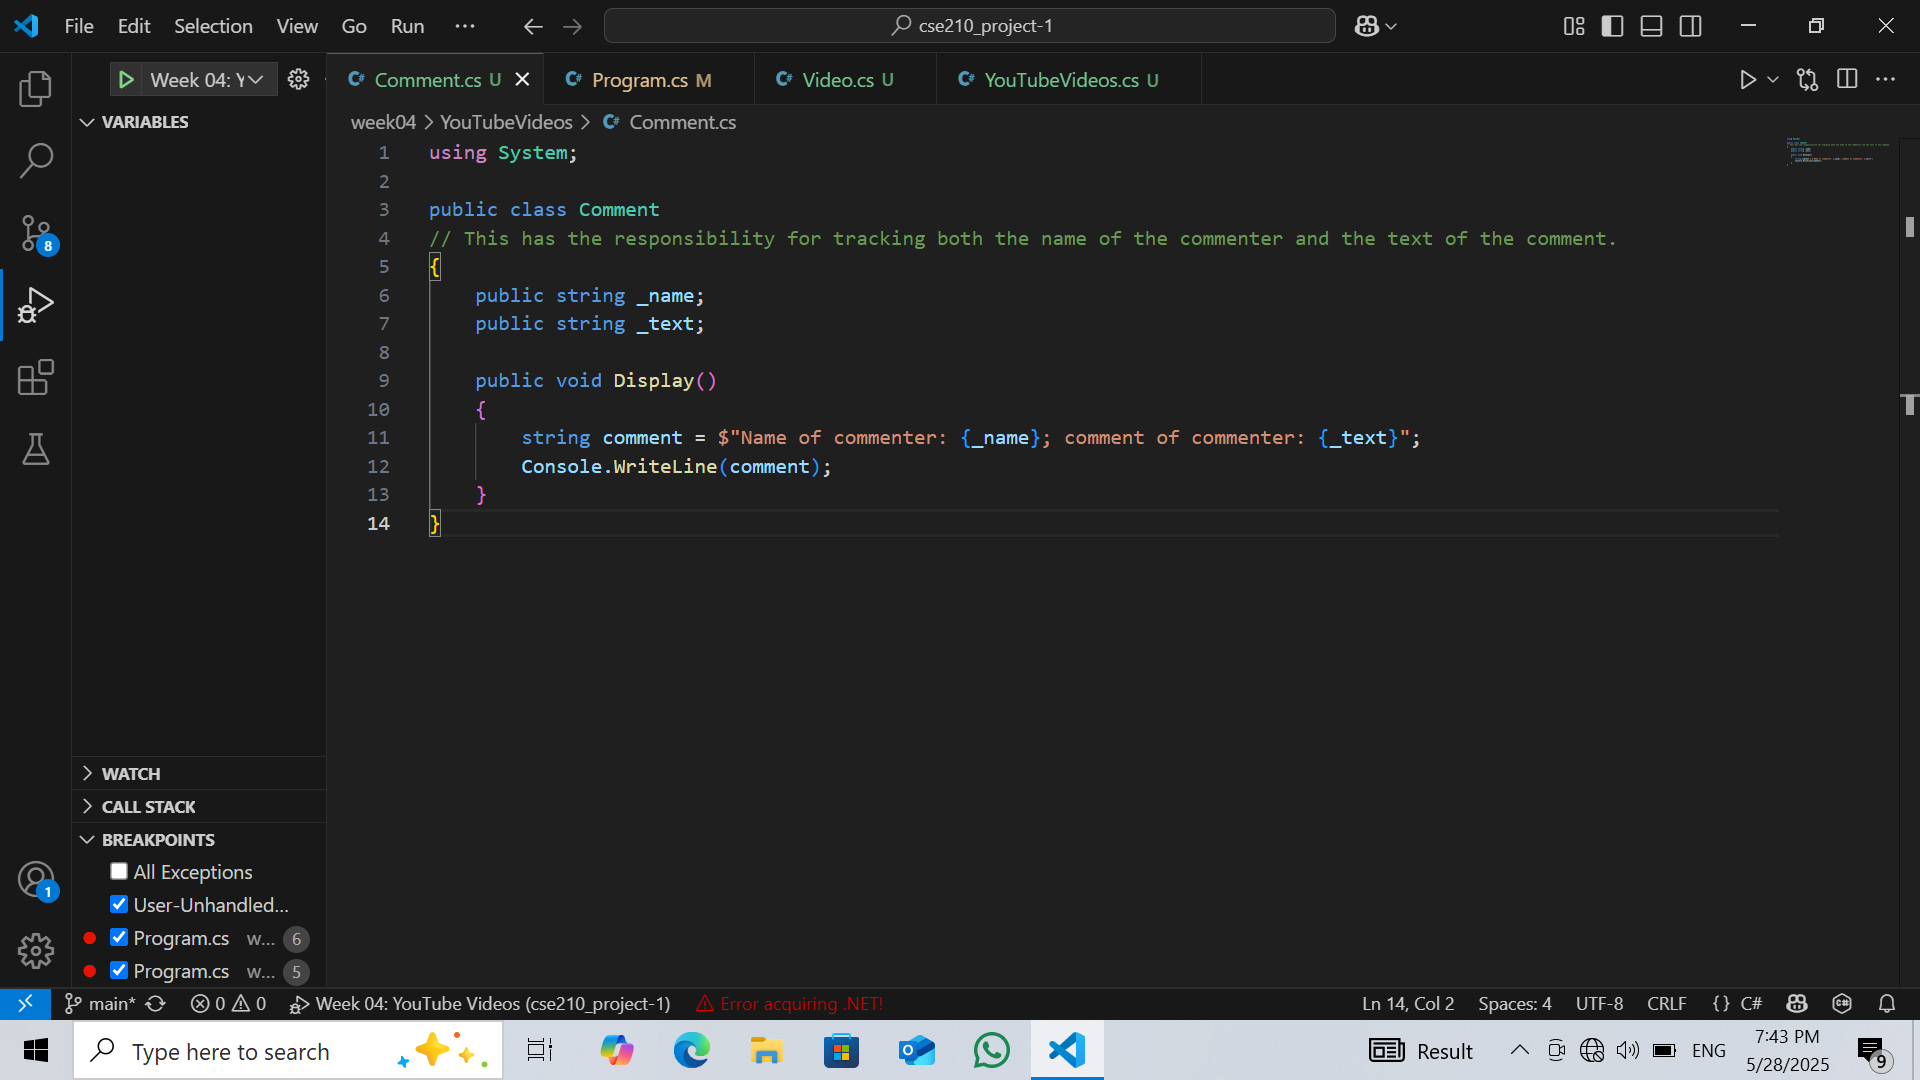 File Edit Selection View Go Run ··· cse210_project-1
Week 04: Y
Comment.cs U Program.cs M Video.cs U YouTubeVideos.cs U
VARIABLES
week04 > YouTubeVideos > Comment.cs
1 using System;
2
3 public class Comment
4 // This has the responsibility for tracking both the name of the commenter and the text of the comment.
5 {
6 public string _name;
7 public string _text;
8
9 public void Display()
10 {
11 string comment = $"Name of commenter: {_name}; comment of commenter: {_text}";
12 Console.WriteLine(comment);
13 }
14 }
8
WATCH
CALL STACK
BREAKPOINTS
All Exceptions
User-Unhandled...
Program.cs w... 6
Program.cs w... 5
1
main* 0 0 Week 04: YouTube Videos (cse210_project-1) Error acquiring .NET! Ln 14, Col 2 Spaces: 4 UTF-8 CRLF {} C#
Type here to search Result ENG 7:43 PM
5/28/2025 9